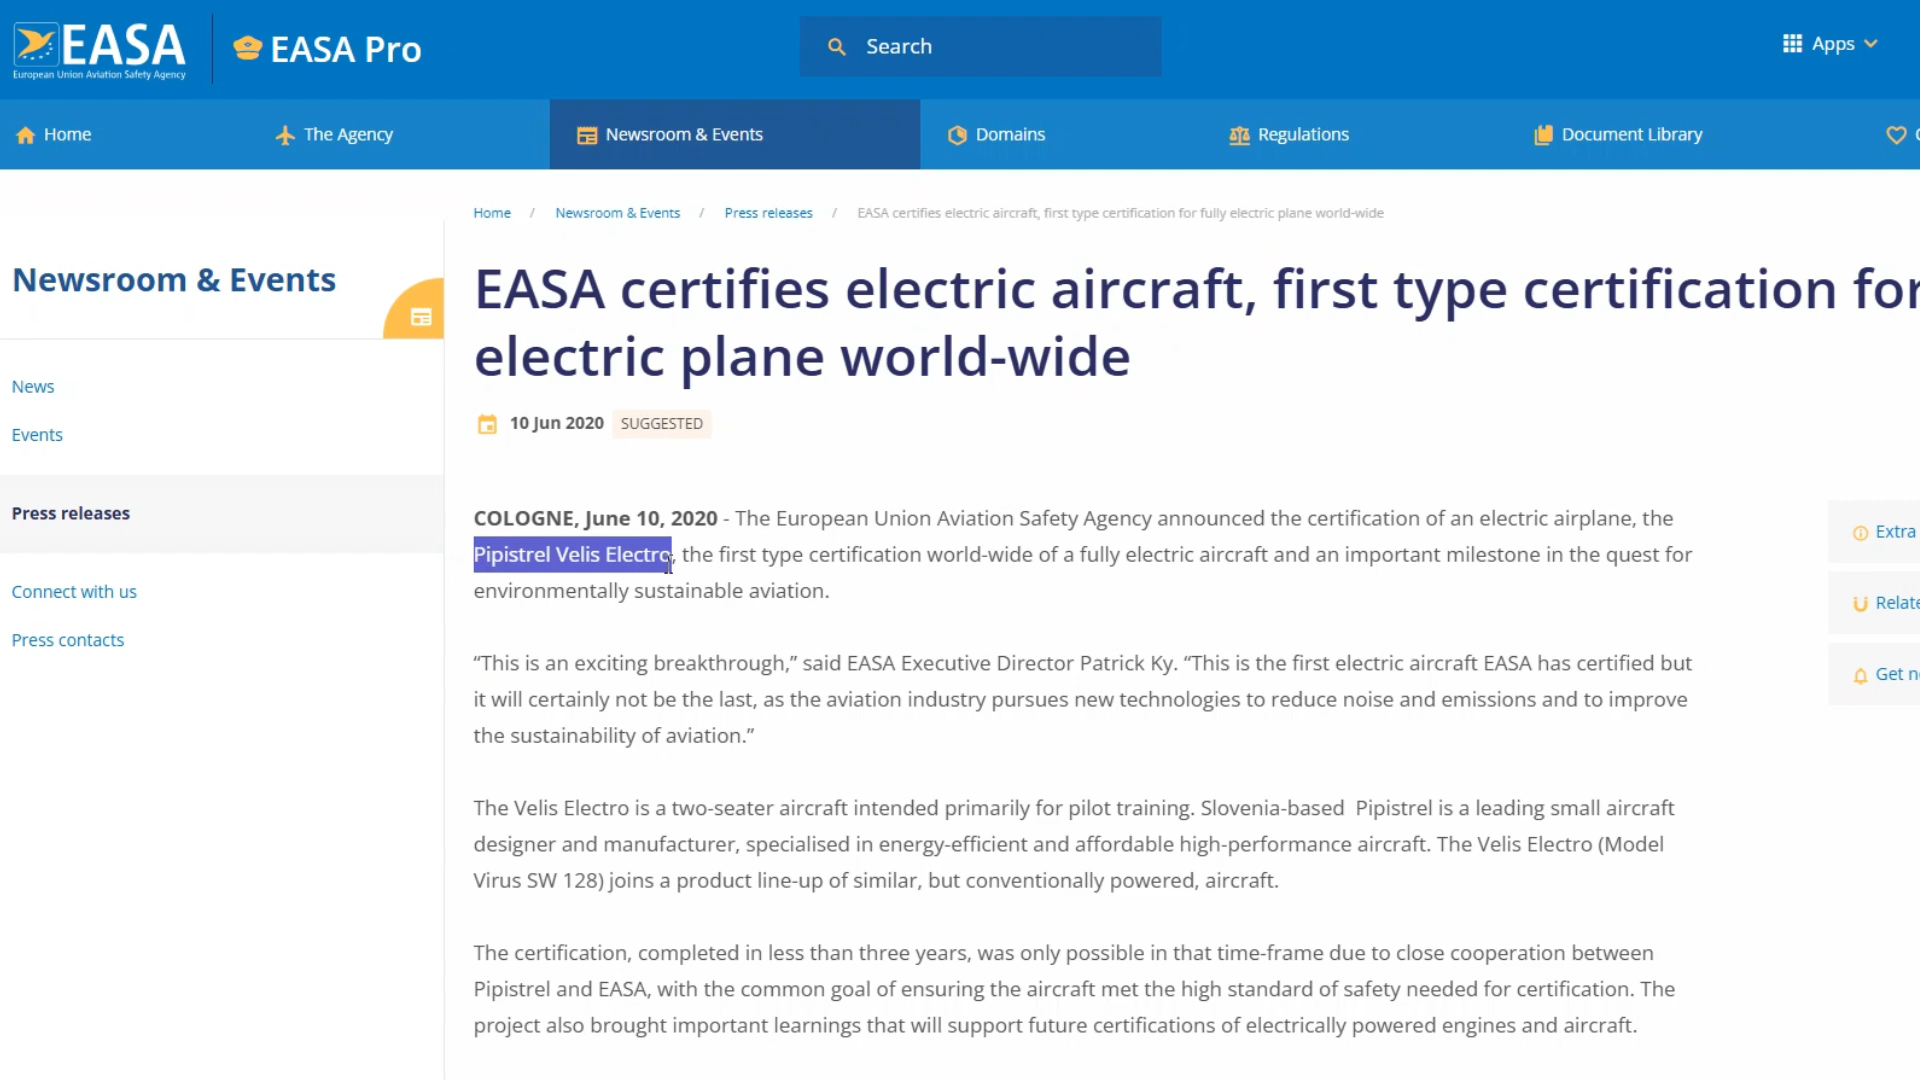 EASA
European Union Aviation Safety Agency
EASA Pro
Search
Apps
Home
The Agency
Newsroom & Events
Domains
Regulations
Document Library
Home / Newsroom & Events / Press releases / EASA certifies electric aircraft, first type certification for fully electric plane world-wide
Newsroom & Events
News
Events
Press releases
Connect with us
Press contacts
EASA certifies electric aircraft, first type certification for
electric plane world-wide
10 Jun 2020 SUGGESTED
COLOGNE, June 10, 2020 - The European Union Aviation Safety Agency announced the certification of an electric airplane, the
Pipistrel Velis Electro, the first type certification world-wide of a fully electric aircraft and an important milestone in the quest for
environmentally sustainable aviation.
“This is an exciting breakthrough,” said EASA Executive Director Patrick Ky. “This is the first electric aircraft EASA has certified but
it will certainly not be the last, as the aviation industry pursues new technologies to reduce noise and emissions and to improve
the sustainability of aviation.”
The Velis Electro is a two-seater aircraft intended primarily for pilot training. Slovenia-based Pipistrel is a leading small aircraft
designer and manufacturer, specialised in energy-efficient and affordable high-performance aircraft. The Velis Electro (Model
Virus SW 128) joins a product line-up of similar, but conventionally powered, aircraft.
The certification, completed in less than three years, was only possible in that time-frame due to close cooperation between
Pipistrel and EASA, with the common goal of ensuring the aircraft met the high standard of safety needed for certification. The
project also brought important learnings that will support future certifications of electrically powered engines and aircraft.
Extra
Relate
Get n